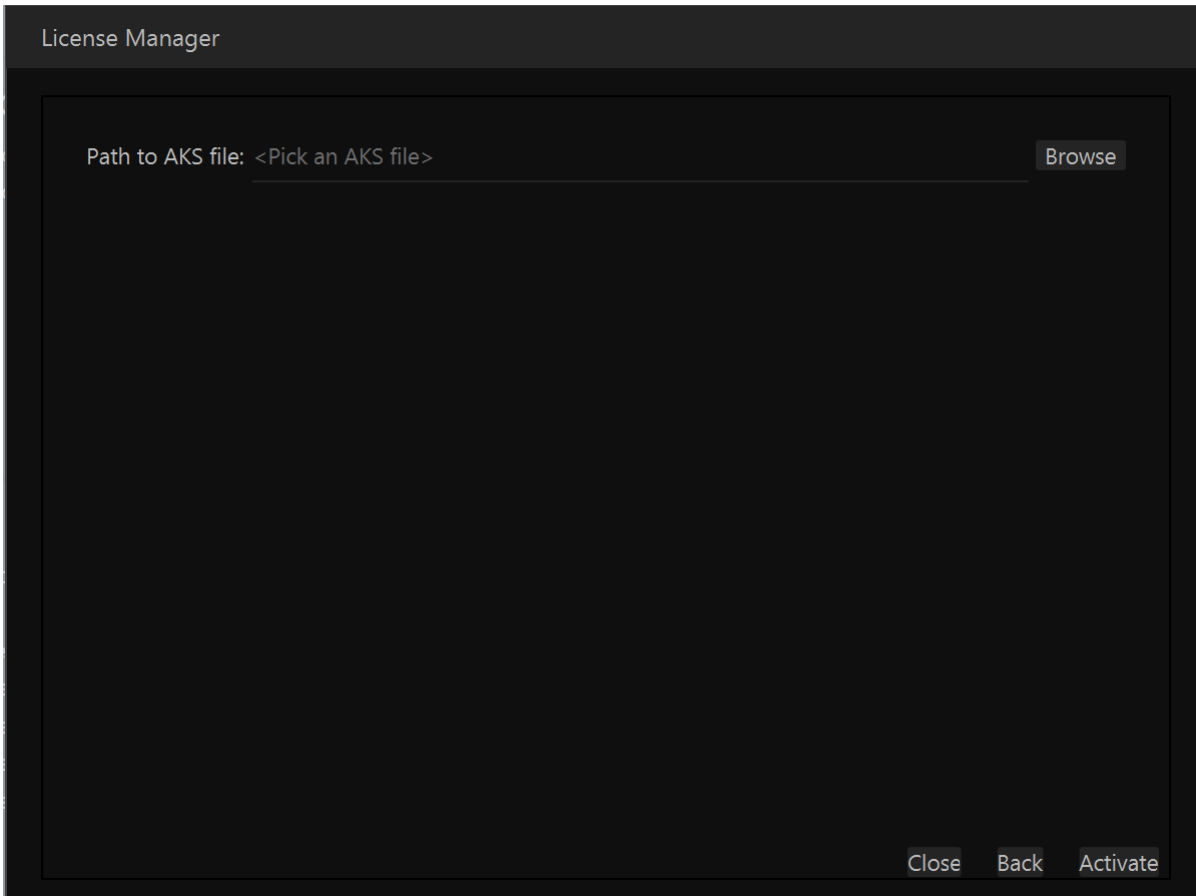 License Manager
Path to AKS file: <Pick an AKS file> Browse
Close Back Activate